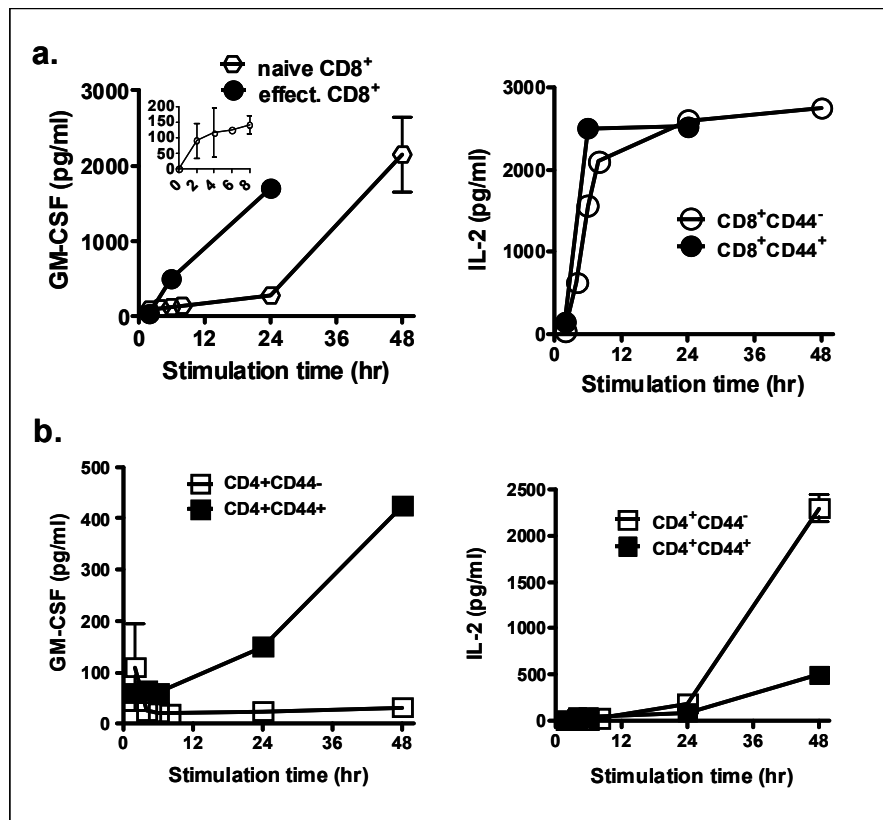 a.
naive CD8+
effect. CD8+
GM-CSF (pg/ml)
3000
2000
1000
0
200
150
100
50
0
0 2 4 6 8
0 12 24 36 48
Stimulation time (hr)
IL-2 (pg/ml)
3000
2000
1000
0
CD8+CD44-
CD8+CD44+
0 12 24 36 48
Stimulation time (hr)
b.
GM-CSF (pg/ml)
500
400
300
200
100
0
CD4+CD44-
CD4+CD44+
0 12 24 36 48
Stimulation time (hr)
IL-2 (pg/ml)
2500
2000
1500
1000
500
0
CD4+CD44-
CD4+CD44+
0 12 24 36 48
Stimulation time (hr)